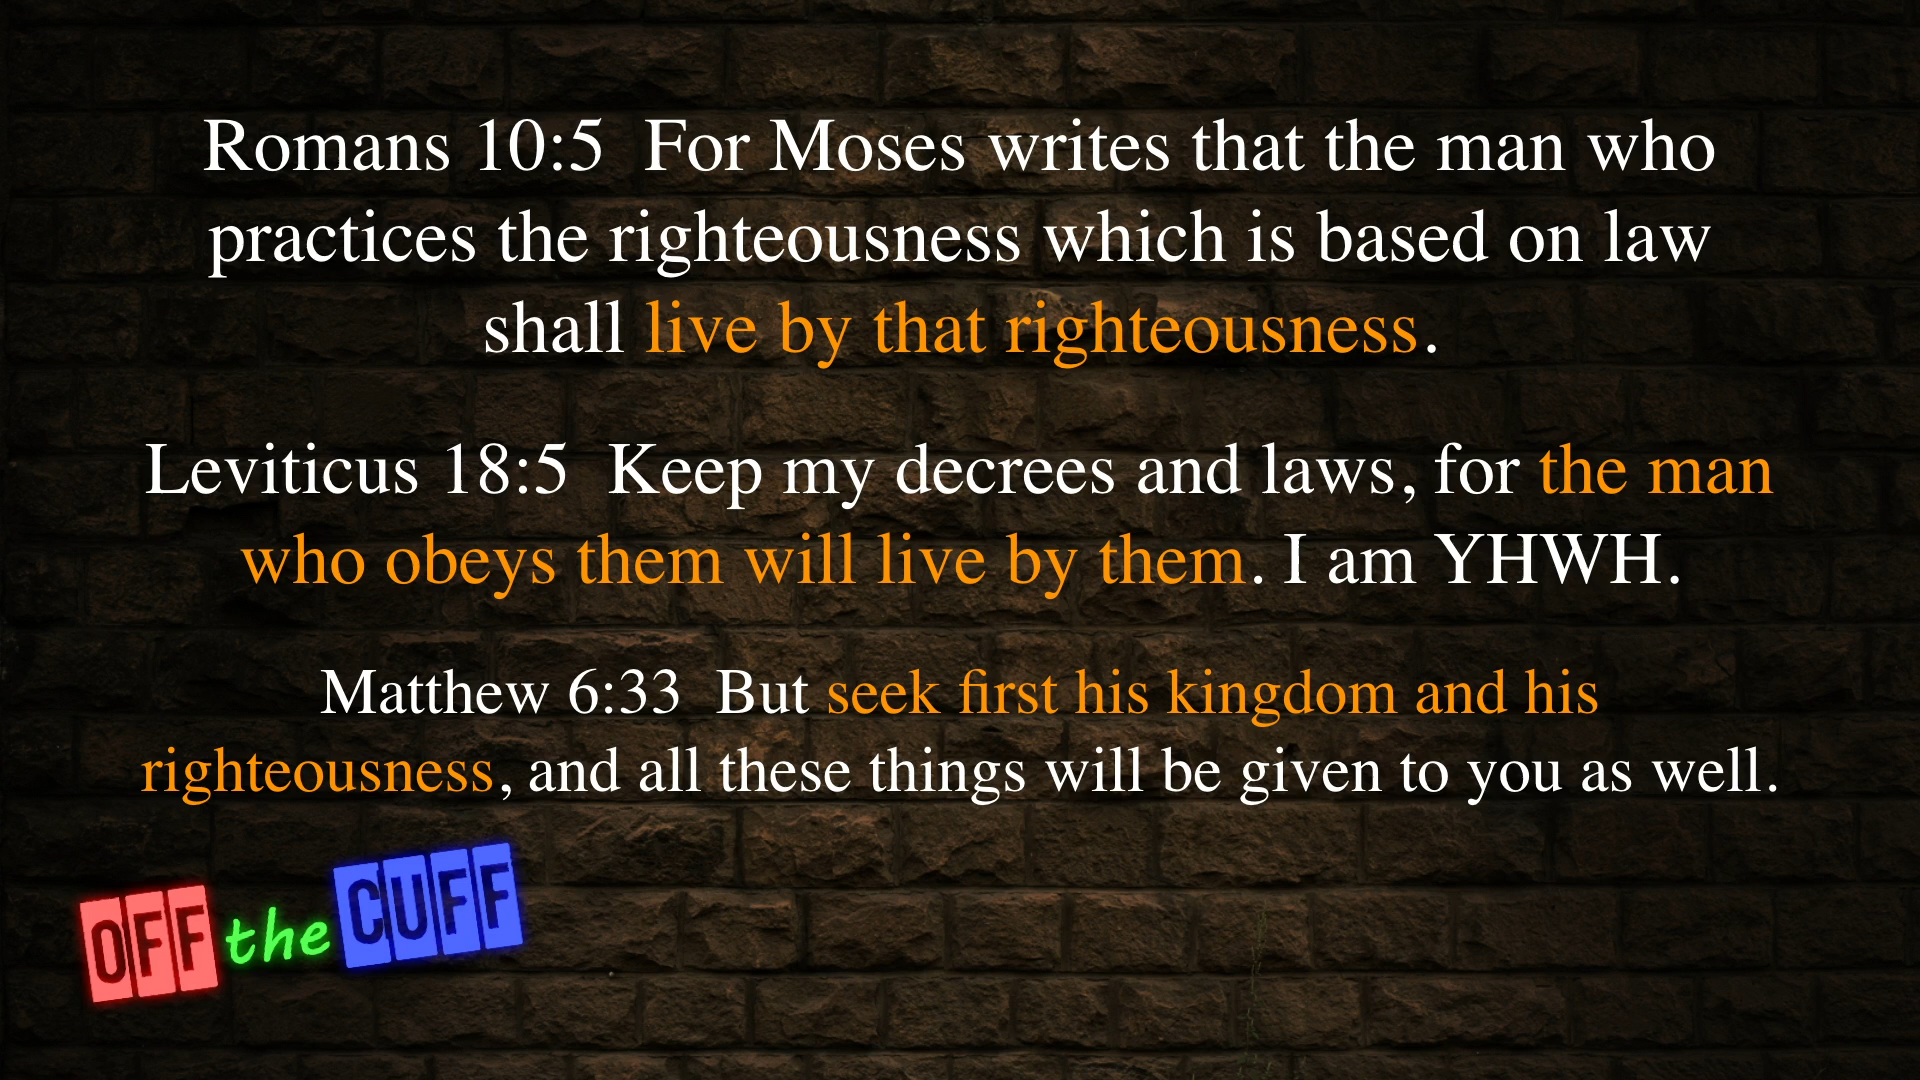 Romans 10:5  For Moses writes that the man who
practices the righteousness which is based on law
shall live by that righteousness.
Leviticus 18:5  Keep my decrees and laws, for the man
who obeys them will live by them. I am YHWH.
Matthew 6:33  But seek first his kingdom and his
righteousness, and all these things will be given to you as well.
OFF the CUFF